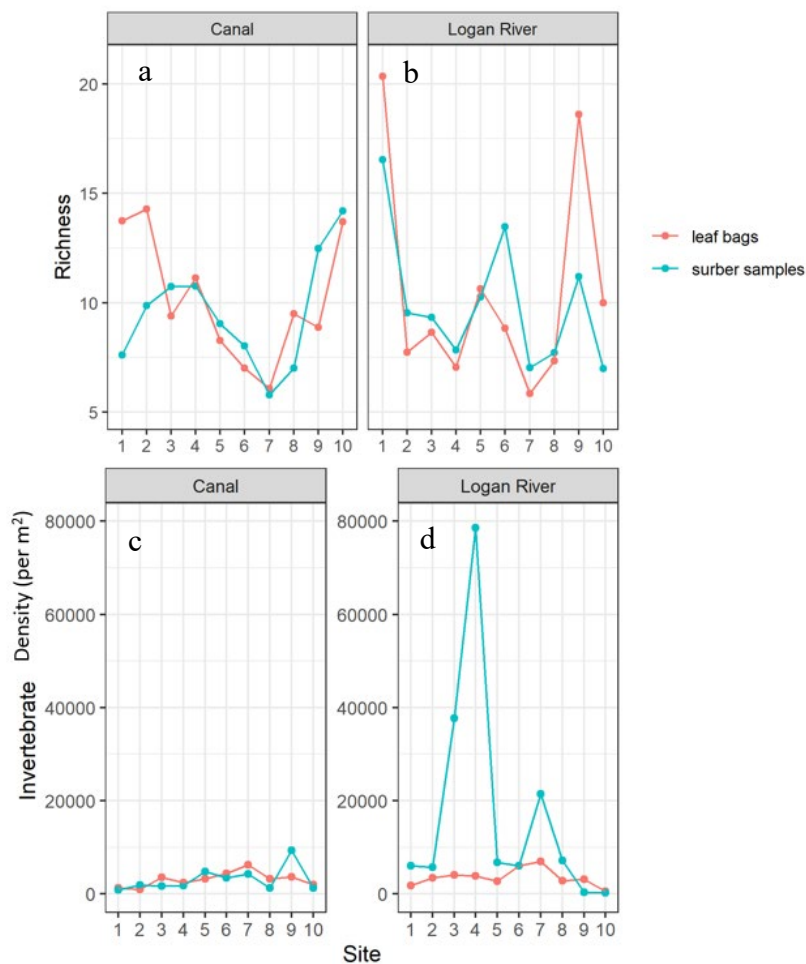 Canal
Logan River
a
b
20
15
10
5
Richness
1 2 3 4 5 6 7 8 9 10
1 2 3 4 5 6 7 8 9 10
leaf bags
surber samples
Canal
Logan River
c
d
80000
60000
40000
20000
0
80000
60000
40000
20000
0
Invertebrate Density (per m²)
1 2 3 4 5 6 7 8 9 10
1 2 3 4 5 6 7 8 9 10
Site